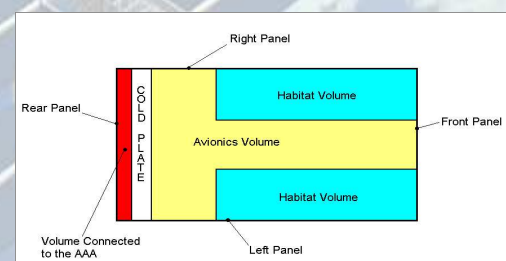 Right Panel
Rear Panel
COLD PLATE
Habitat Volume
Avionics Volume
Front Panel
Habitat Volume
Volume Connected
to the AAA
Left Panel